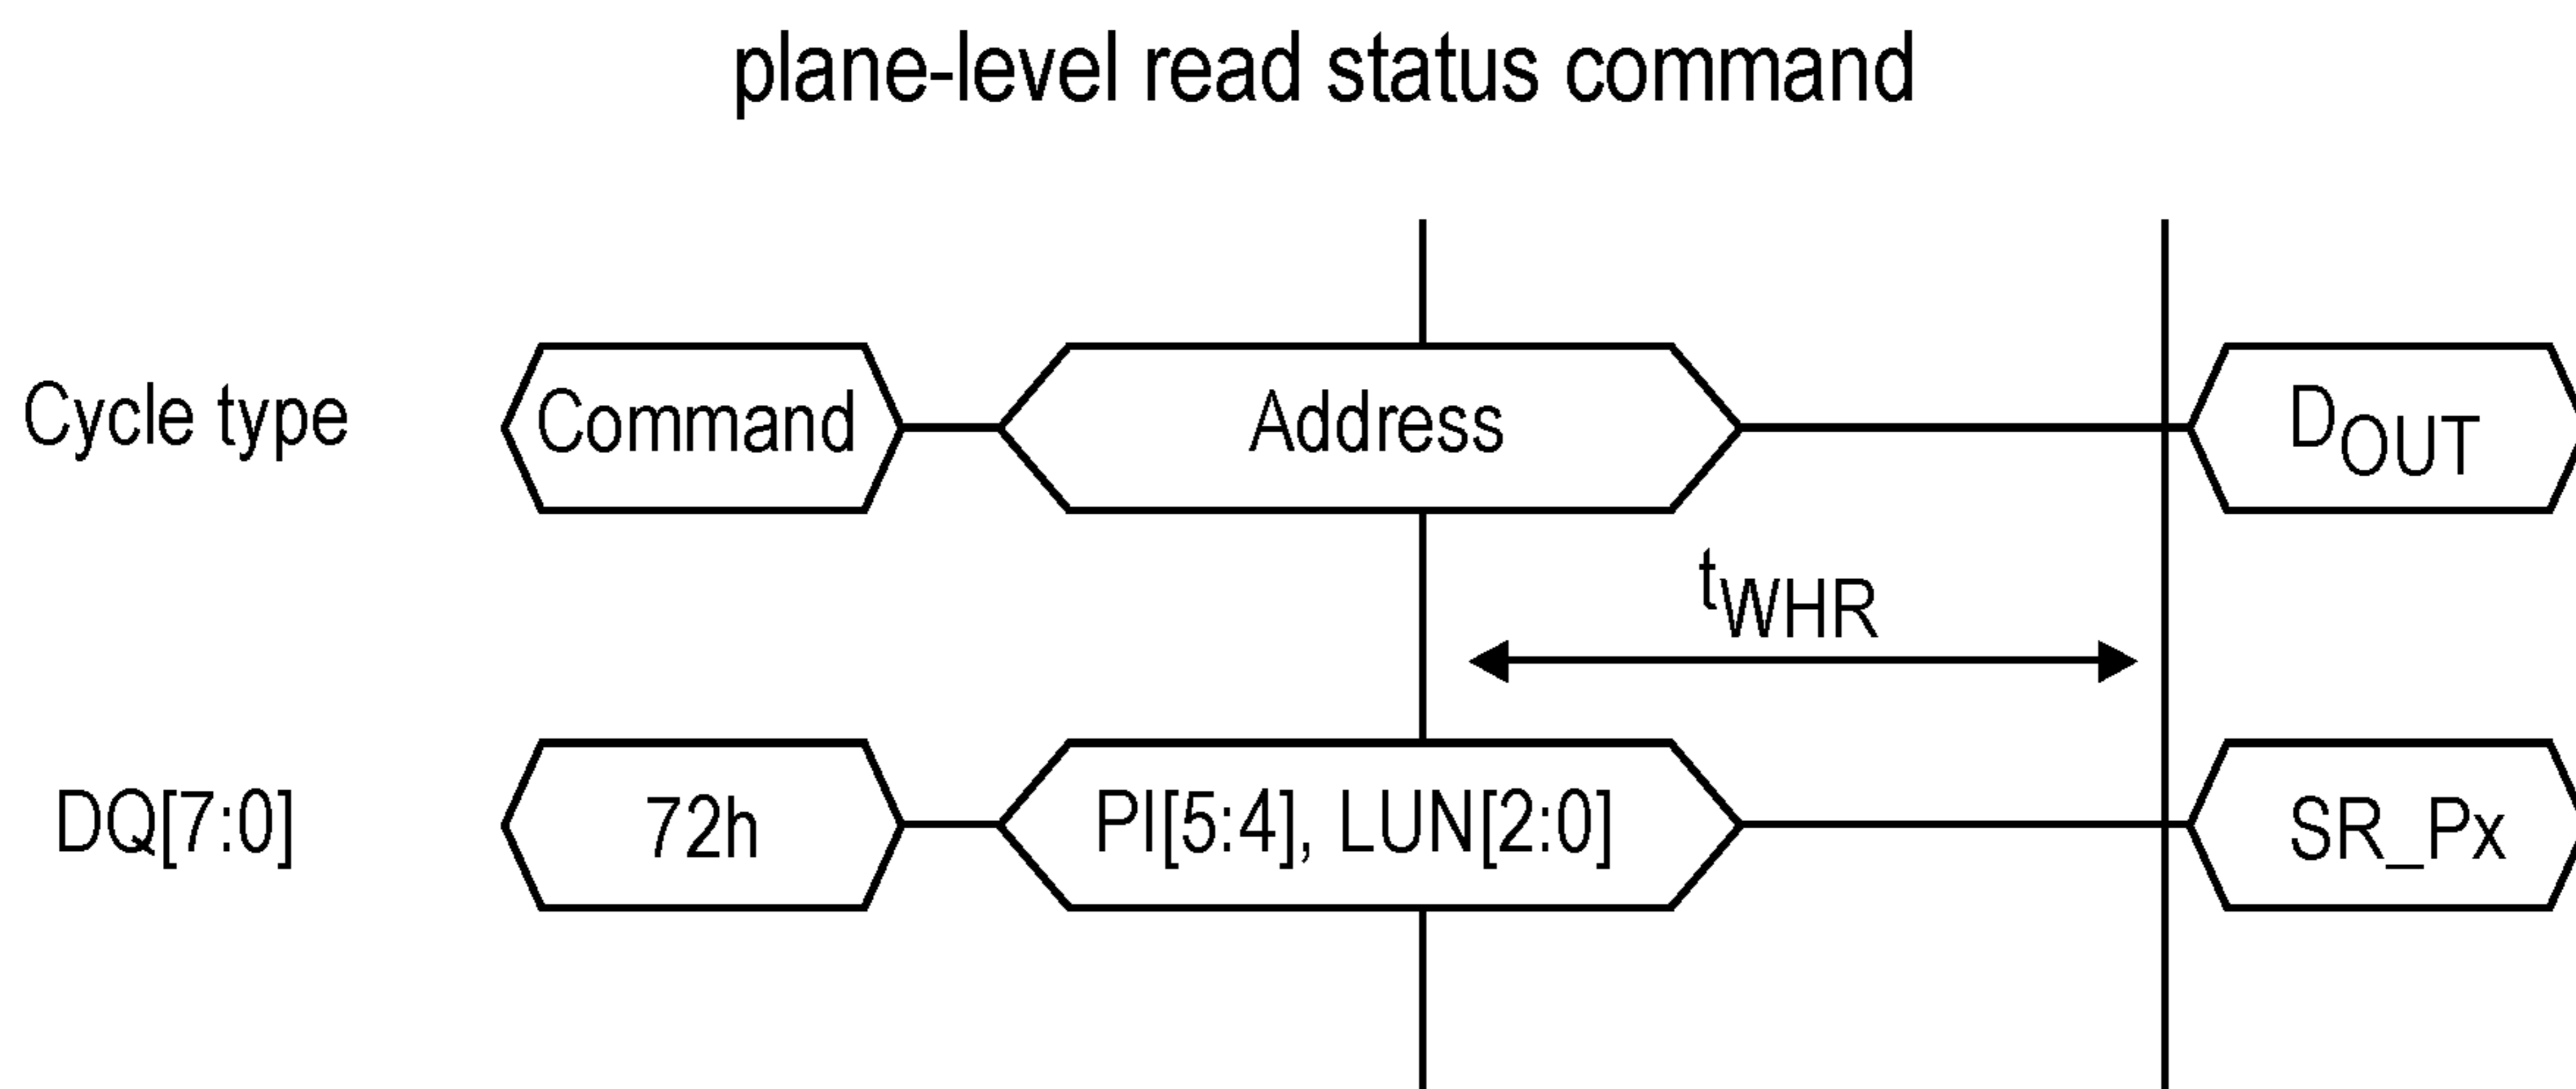 plane-level read status command
Cycle type Command Address DOUT
tWHR
DQ[7:0] 72h PI[5:4], LUN[2:0] SR_Px